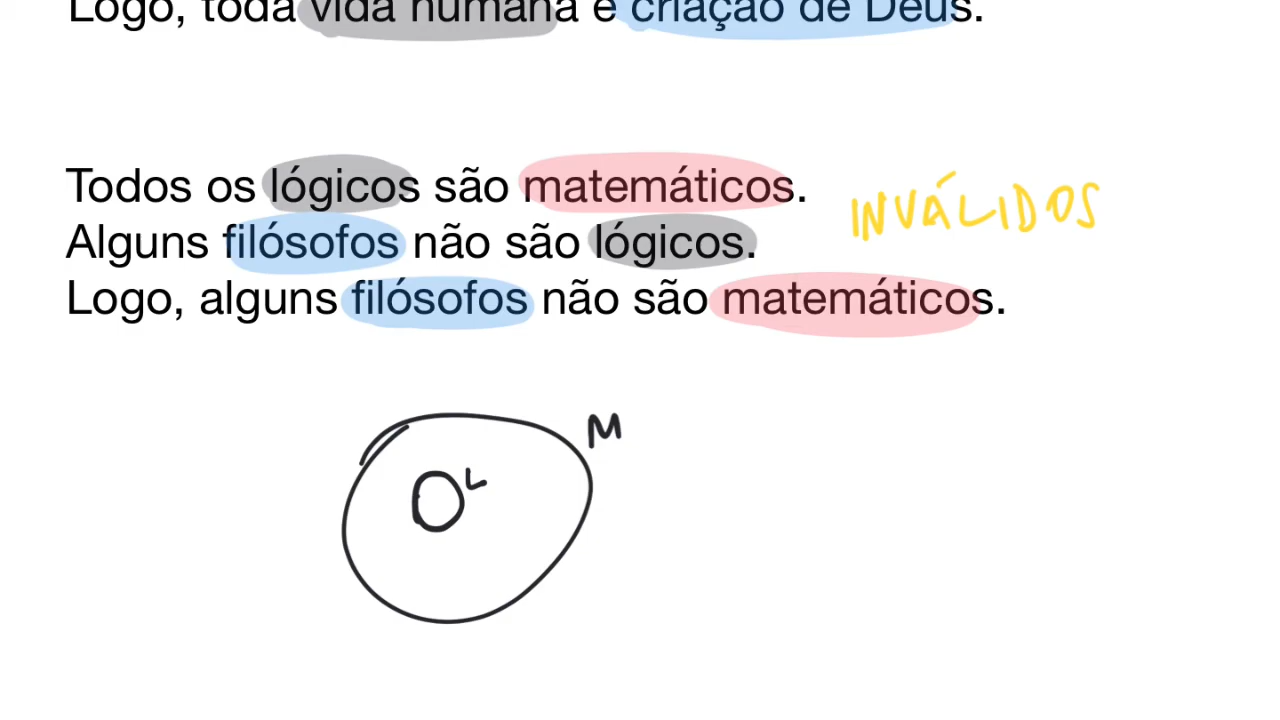 Logo, toda vida humana é criação de Deus.
Todos os lógicos são matemáticos.
Alguns filósofos não são lógicos.
Logo, alguns filósofos não são matemáticos.
INVÁLIDOS
M
L